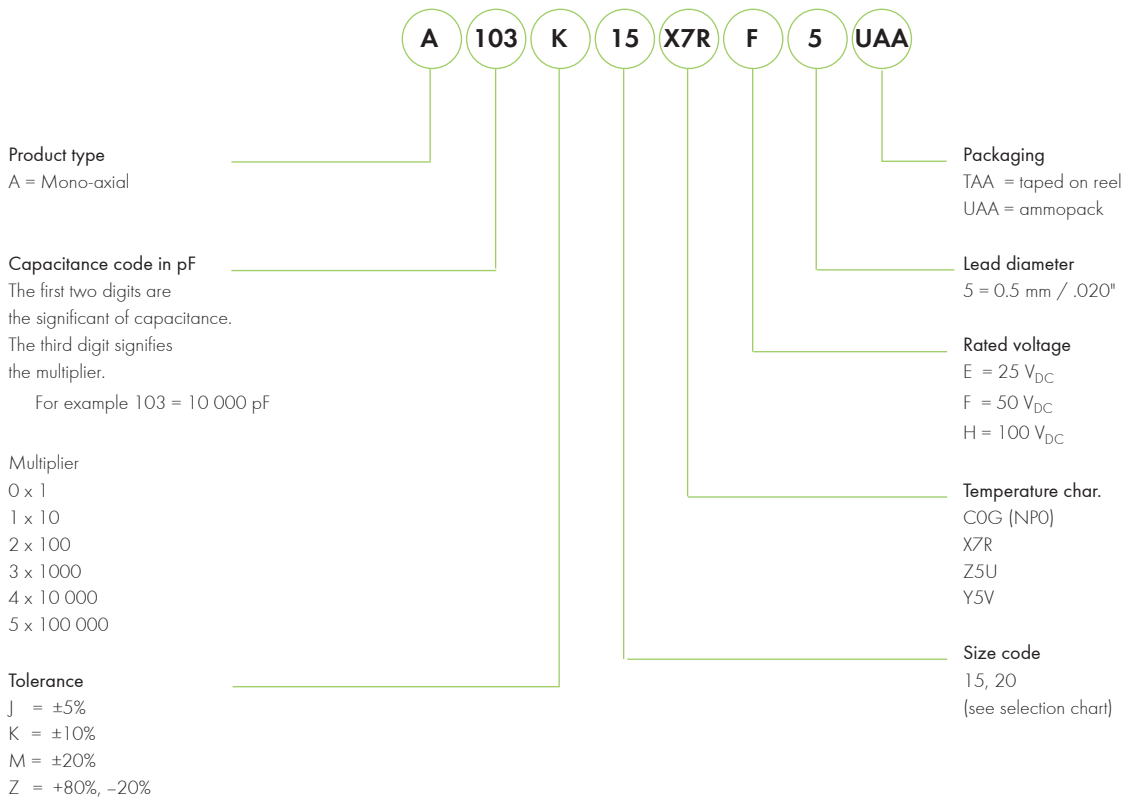 A 103 K 15 X7R F 5 UAA
Product type
A = Mono-axial
Capacitance code in pF
The first two digits are
the significant of capacitance.
The third digit signifies
the multiplier.
For example 103 = 10 000 pF
Multiplier
0 x 1
1 x 10
2 x 100
3 x 1000
4 x 10 000
5 x 100 000
Tolerance
J = ±5%
K = ±10%
M = ±20%
Z = +80%, –20%
Packaging
TAA = taped on reel
UAA = ammopack
Lead diameter
5 = 0.5 mm / .020"
Rated voltage
E = 25 VDC
F = 50 VDC
H = 100 VDC
Temperature char.
C0G (NP0)
X7R
Z5U
Y5V
Size code
15, 20
(see selection chart)